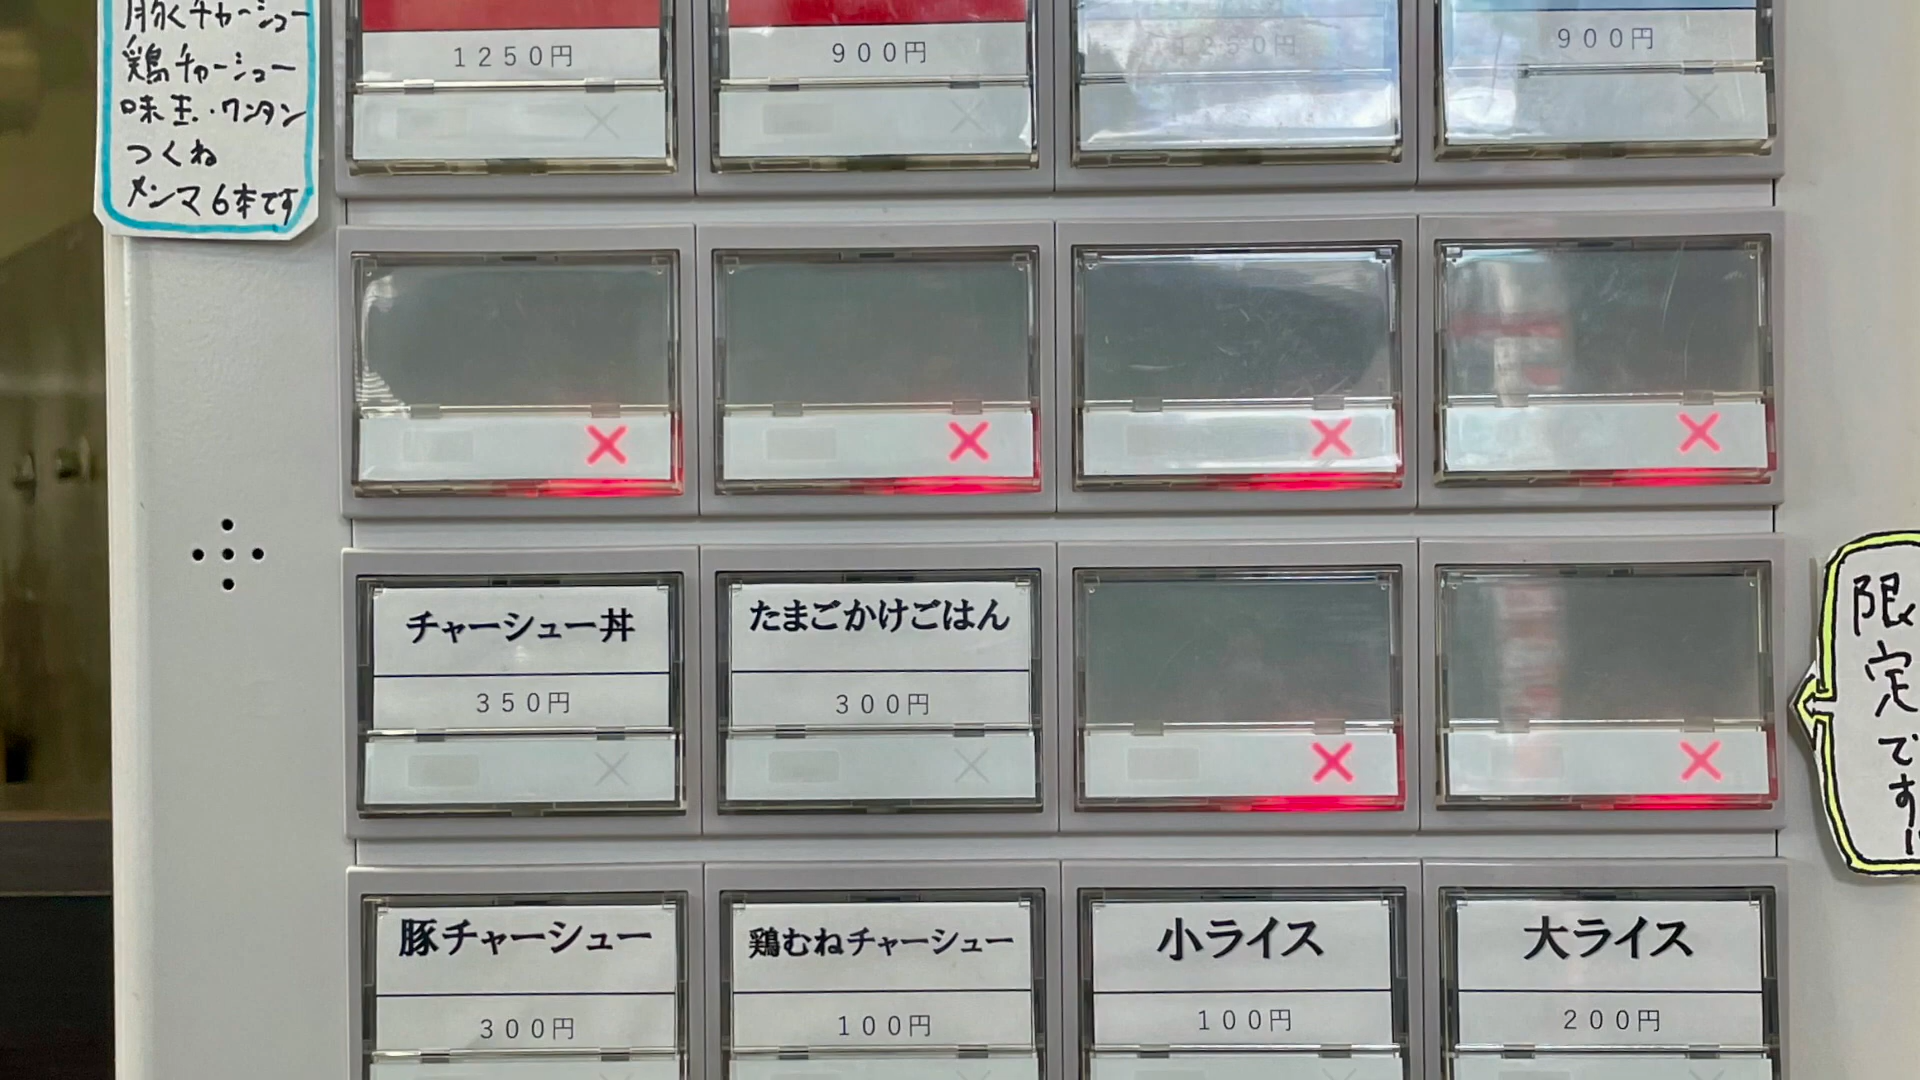 豚チャーシュー
鶏チャーシュー
味玉・ワンタン
つくね
メンマ6本です
1250円
900円
1250円
900円
チャーシュー丼
350円
たまごかけごはん
300円
限定です!!
豚チャーシュー
300円
鶏むねチャーシュー
100円
小ライス
100円
大ライス
200円